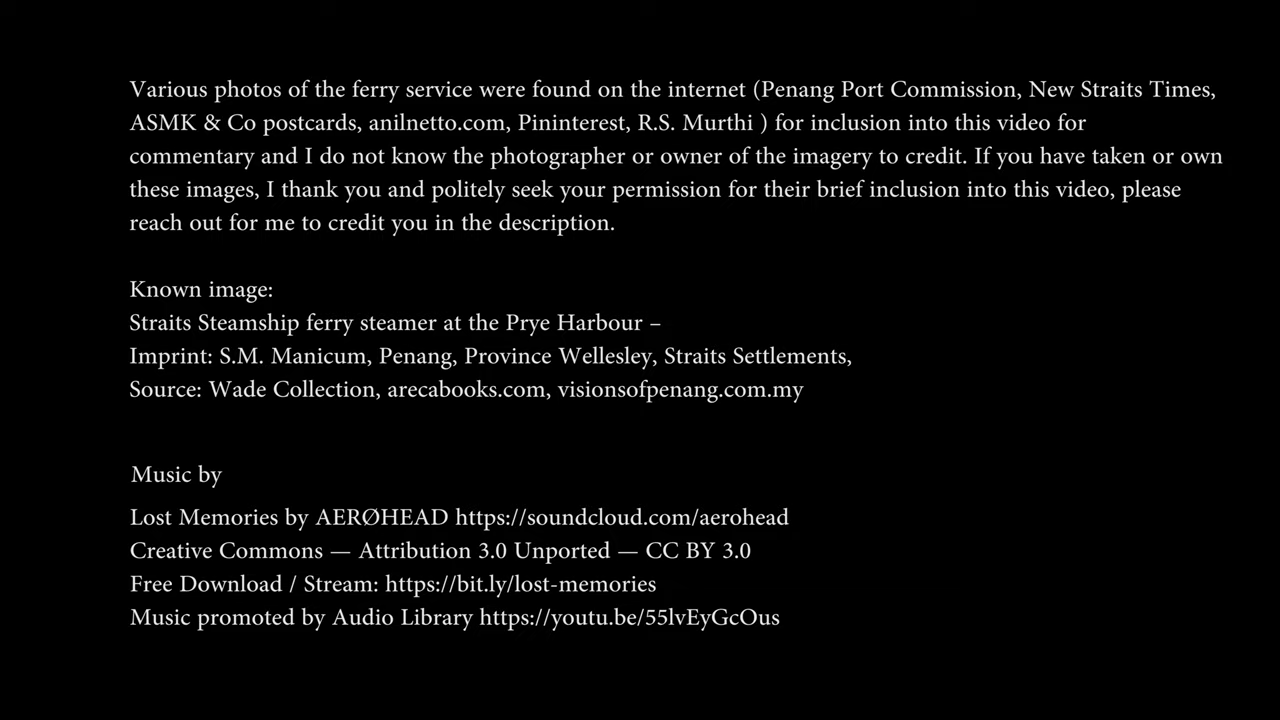 Various photos of the ferry service were found on the internet (Penang Port Commission, New Straits Times,
ASMK & Co postcards, anilnetto.com, Pininterest, R.S. Murthi ) for inclusion into this video for
commentary and I do not know the photographer or owner of the imagery to credit. If you have taken or own
these images, I thank you and politely seek your permission for their brief inclusion into this video, please
reach out for me to credit you in the description.
Known image:
Straits Steamship ferry steamer at the Prye Harbour –
Imprint: S.M. Manicum, Penang, Province Wellesley, Straits Settlements,
Source: Wade Collection, arecabooks.com, visionsofpenang.com.my
Music by
Lost Memories by AERØHEAD https://soundcloud.com/aerohead
Creative Commons — Attribution 3.0 Unported — CC BY 3.0
Free Download / Stream: https://bit.ly/lost-memories
Music promoted by Audio Library https://youtu.be/55lvEyGcOus